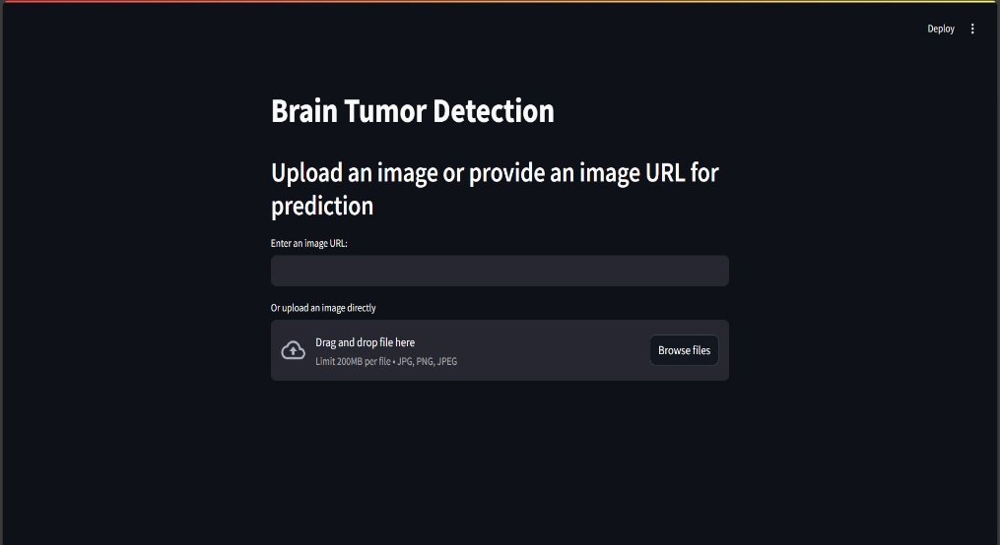 Deploy
Brain Tumor Detection
Upload an image or provide an image URL for
prediction
Enter an image URL:
Or upload an image directly
Drag and drop file here
Limit 200MB per file • JPG, PNG, JPEG
Browse files